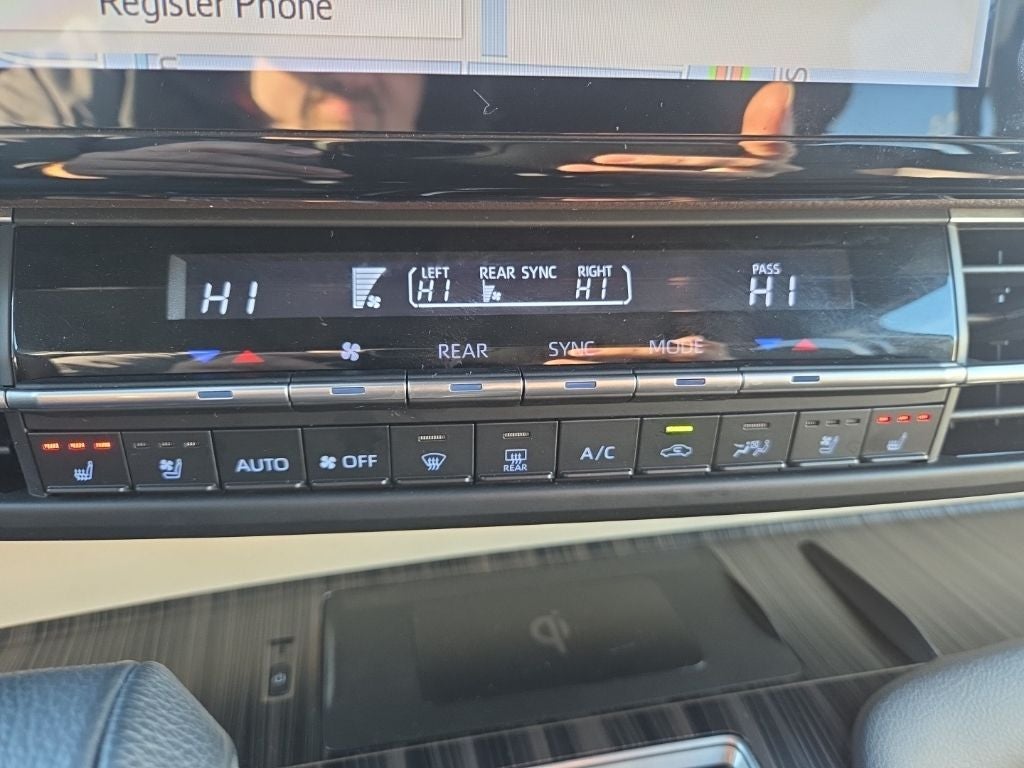 Register Phone
HI
LEFT REAR SYNC RIGHT
HI HI
PASS
HI
REAR SYNC MODE
AUTO OFF REAR A/C